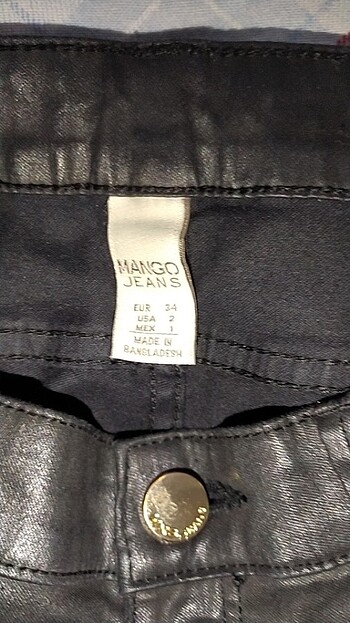 MANGO
JEANS
EUR 34
USA 2
MEX 1
MADE IN
BANGLADESH